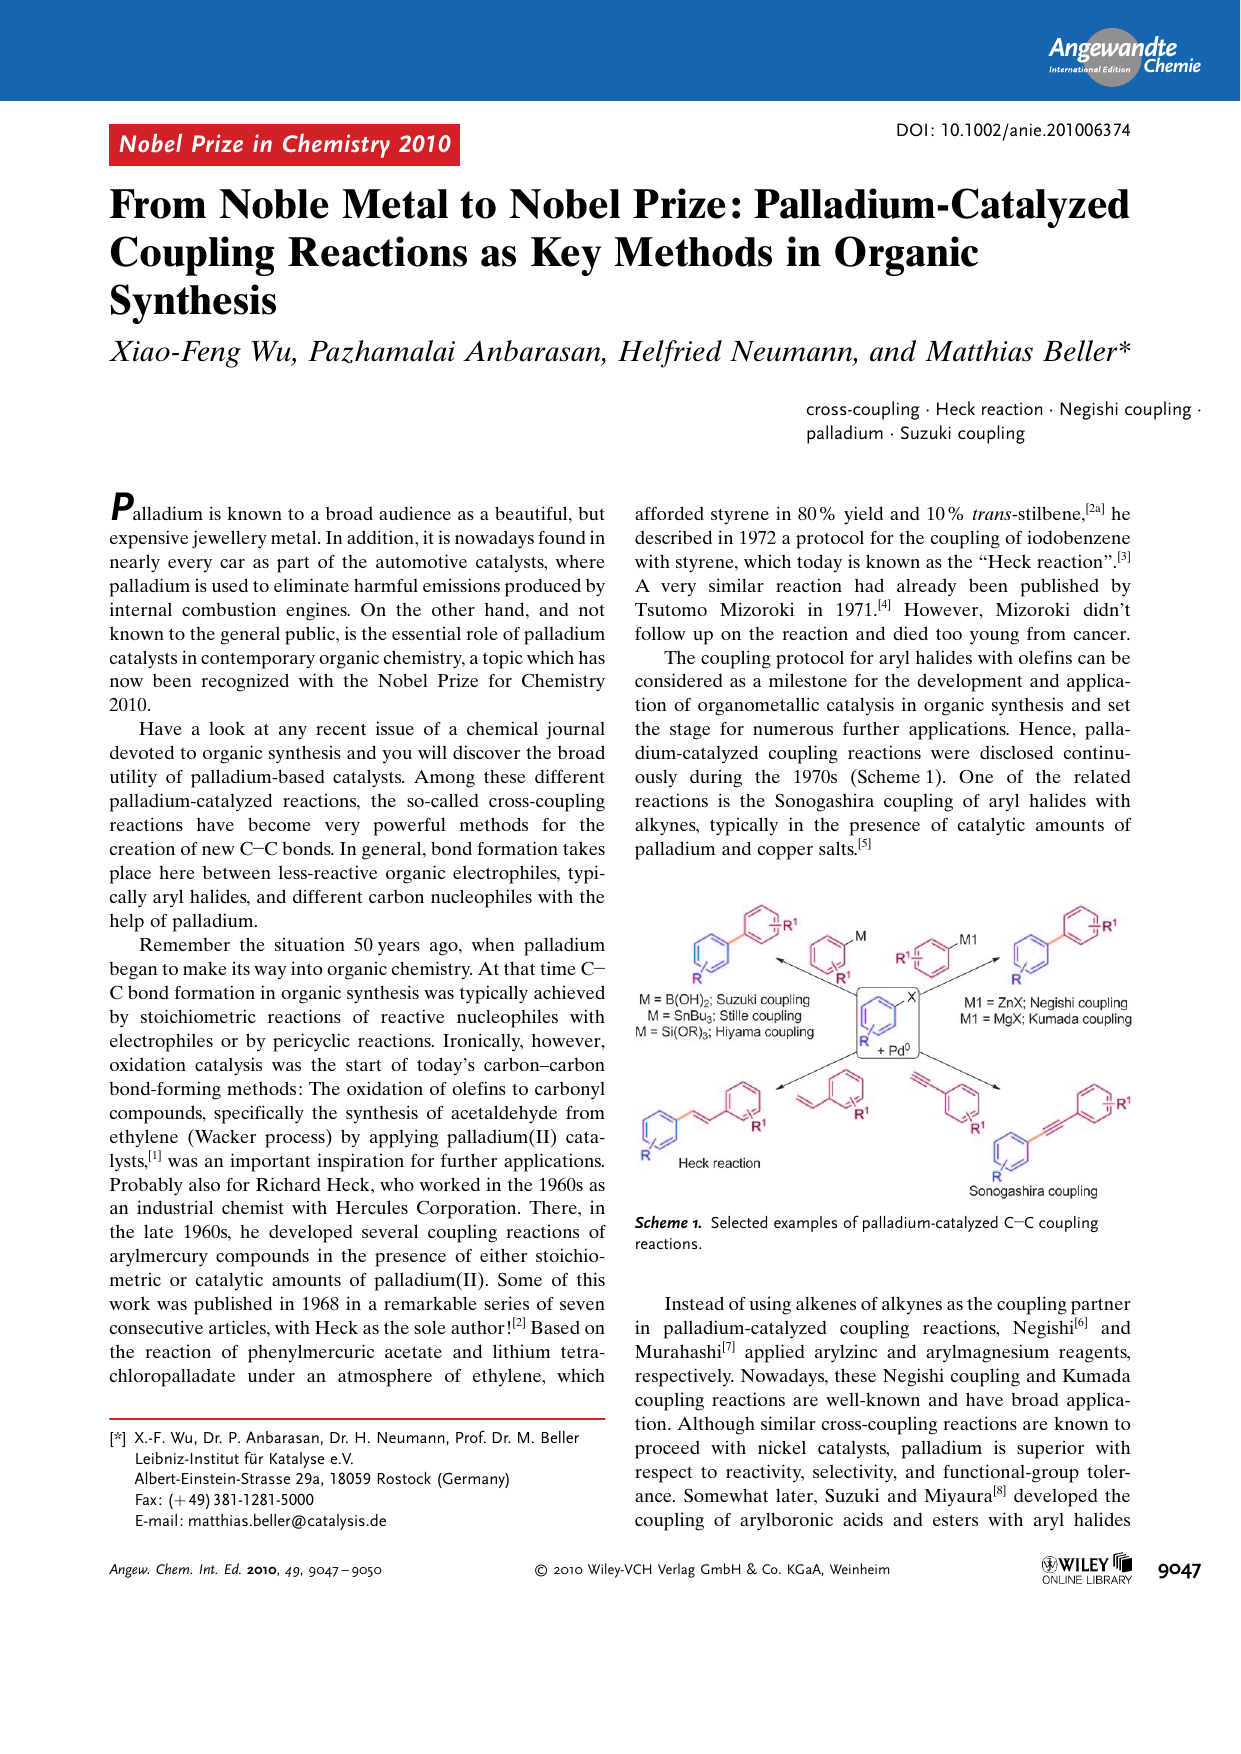 Angewandte
International Edition Chemie
Nobel Prize in Chemistry 2010
DOI: 10.1002/anie.201006374
From Noble Metal to Nobel Prize: Palladium-Catalyzed
Coupling Reactions as Key Methods in Organic
Synthesis
Xiao-Feng Wu, Pazhamalai Anbarasan, Helfried Neumann, and Matthias Beller*
cross-coupling · Heck reaction · Negishi coupling ·
palladium · Suzuki coupling
Palladium is known to a broad audience as a beautiful, but
expensive jewellery metal. In addition, it is nowadays found in
nearly every car as part of the automotive catalysts, where
palladium is used to eliminate harmful emissions produced by
internal combustion engines. On the other hand, and not
known to the general public, is the essential role of palladium
catalysts in contemporary organic chemistry, a topic which has
now been recognized with the Nobel Prize for Chemistry
2010.
Have a look at any recent issue of a chemical journal
devoted to organic synthesis and you will discover the broad
utility of palladium-based catalysts. Among these different
palladium-catalyzed reactions, the so-called cross-coupling
reactions have become very powerful methods for the
creation of new C−C bonds. In general, bond formation takes
place here between less-reactive organic electrophiles, typi-
cally aryl halides, and different carbon nucleophiles with the
help of palladium.
Remember the situation 50 years ago, when palladium
began to make its way into organic chemistry. At that time C−
C bond formation in organic synthesis was typically achieved
by stoichiometric reactions of reactive nucleophiles with
electrophiles or by pericyclic reactions. Ironically, however,
oxidation catalysis was the start of today's carbon–carbon
bond-forming methods: The oxidation of olefins to carbonyl
compounds, specifically the synthesis of acetaldehyde from
ethylene (Wacker process) by applying palladium(II) cata-
lysts,[1] was an important inspiration for further applications.
Probably also for Richard Heck, who worked in the 1960s as
an industrial chemist with Hercules Corporation. There, in
the late 1960s, he developed several coupling reactions of
arylmercury compounds in the presence of either stoichio-
metric or catalytic amounts of palladium(II). Some of this
work was published in 1968 in a remarkable series of seven
consecutive articles, with Heck as the sole author![2] Based on
the reaction of phenylmercuric acetate and lithium tetra-
chloropalladate under an atmosphere of ethylene, which
[*] X.-F. Wu, Dr. P. Anbarasan, Dr. H. Neumann, Prof. Dr. M. Beller
Leibniz-Institut für Katalyse e.V.
Albert-Einstein-Strasse 29a, 18059 Rostock (Germany)
Fax: (+49) 381-1281-5000
E-mail: matthias.beller@catalysis.de
afforded styrene in 80% yield and 10% trans-stilbene,[2a] he
described in 1972 a protocol for the coupling of iodobenzene
with styrene, which today is known as the “Heck reaction”.[3]
A very similar reaction had already been published by
Tsutomo Mizoroki in 1971.[4] However, Mizoroki didn't
follow up on the reaction and died too young from cancer.
The coupling protocol for aryl halides with olefins can be
considered as a milestone for the development and applica-
tion of organometallic catalysis in organic synthesis and set
the stage for numerous further applications. Hence, palla-
dium-catalyzed coupling reactions were disclosed continu-
ously during the 1970s (Scheme 1). One of the related
reactions is the Sonogashira coupling of aryl halides with
alkynes, typically in the presence of catalytic amounts of
palladium and copper salts.[5]
R R¹ R¹ M R¹ M1 R R¹
M = B(OH)₂; Suzuki coupling
M = SnBu₃; Stille coupling
M = Si(OR)₃; Hiyama coupling
R X
+ Pd⁰
M1 = ZnX; Negishi coupling
M1 = MgX; Kumada coupling
R R¹ R¹ R¹ R R¹
Heck reaction
Sonogashira coupling
Scheme 1. Selected examples of palladium-catalyzed C−C coupling
reactions.
Instead of using alkenes of alkynes as the coupling partner
in palladium-catalyzed coupling reactions, Negishi[6] and
Murahashi[7] applied arylzinc and arylmagnesium reagents,
respectively. Nowadays, these Negishi coupling and Kumada
coupling reactions are well-known and have broad applica-
tion. Although similar cross-coupling reactions are known to
proceed with nickel catalysts, palladium is superior with
respect to reactivity, selectivity, and functional-group toler-
ance. Somewhat later, Suzuki and Miyaura[8] developed the
coupling of arylboronic acids and esters with aryl halides
Angew. Chem. Int. Ed. 2010, 49, 9047–9050
© 2010 Wiley-VCH Verlag GmbH & Co. KGaA, Weinheim
WILEY
ONLINE LIBRARY
9047